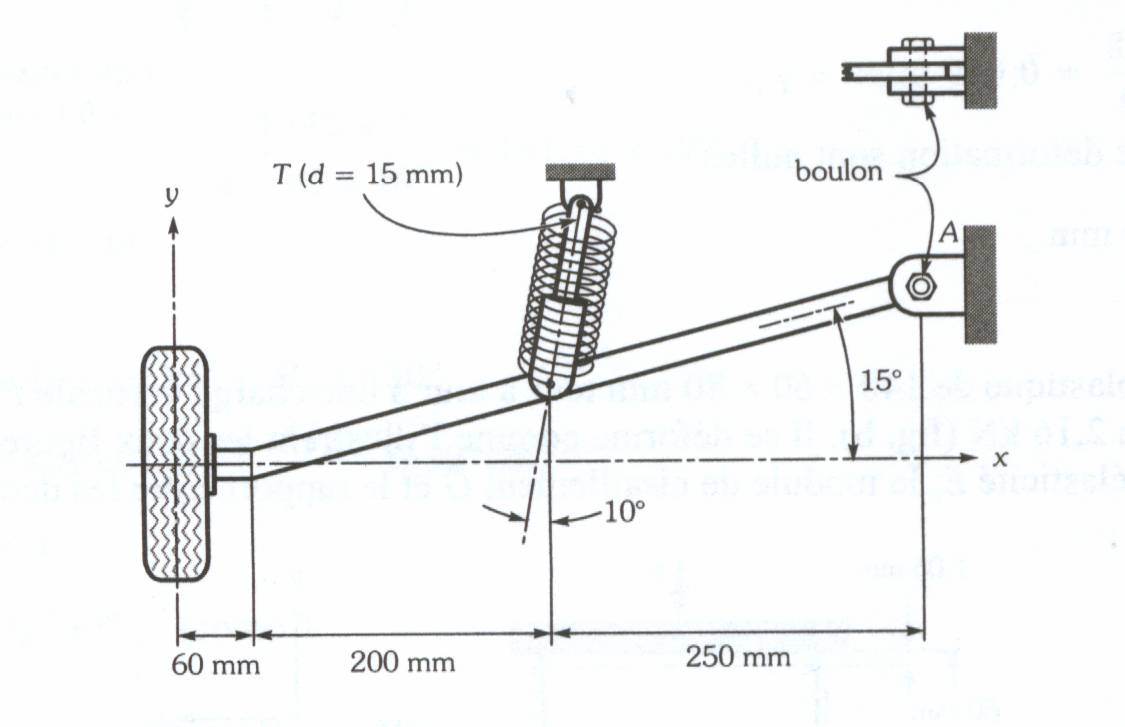 T (d = 15 mm)
boulon
y
A
15°
x
10°
60 mm
200 mm
250 mm